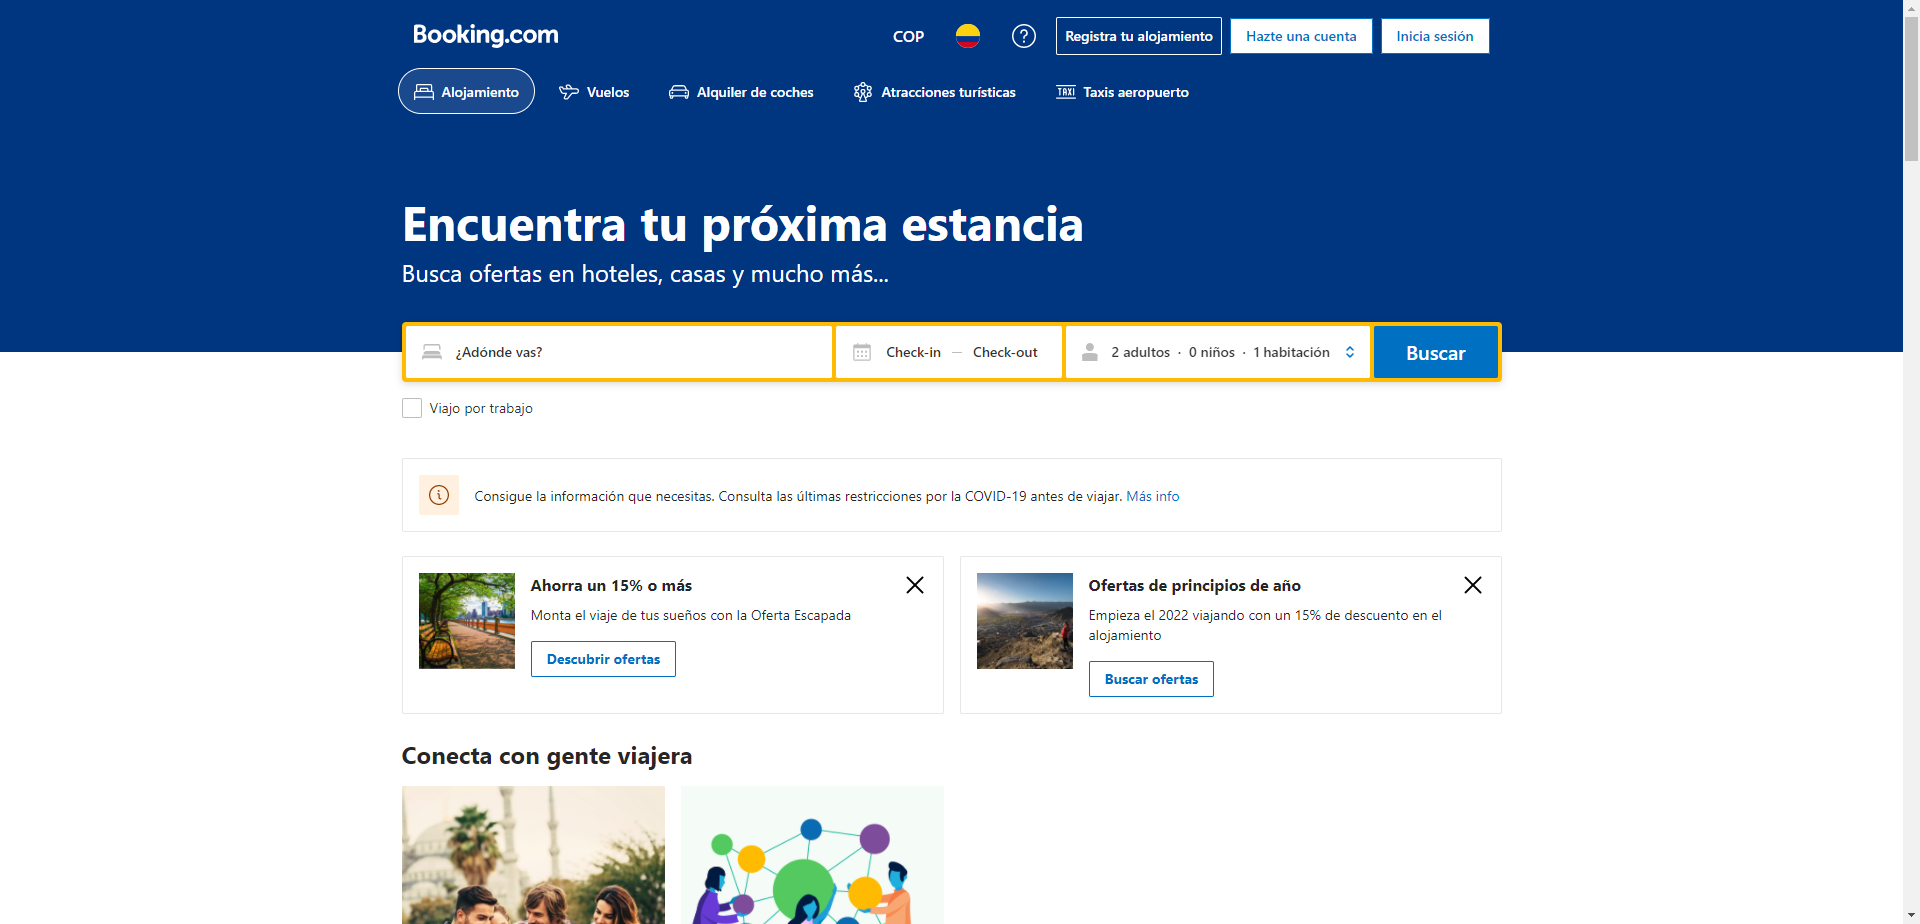 Booking.com
COP
Registra tu alojamiento
Hazte una cuenta
Inicia sesión
Alojamiento
Vuelos
Alquiler de coches
Atracciones turísticas
TAXI
Taxis aeropuerto
Encuentra tu próxima estancia
Busca ofertas en hoteles, casas y mucho más...
¿Adónde vas?
Check-in — Check-out
2 adultos · 0 niños · 1 habitación
Buscar
Viajo por trabajo
Consigue la información que necesitas. Consulta las últimas restricciones por la COVID-19 antes de viajar. Más info
Ahorra un 15% o más
Monta el viaje de tus sueños con la Oferta Escapada
Descubrir ofertas
Ofertas de principios de año
Empieza el 2022 viajando con un 15% de descuento en el
alojamiento
Buscar ofertas
Conecta con gente viajera